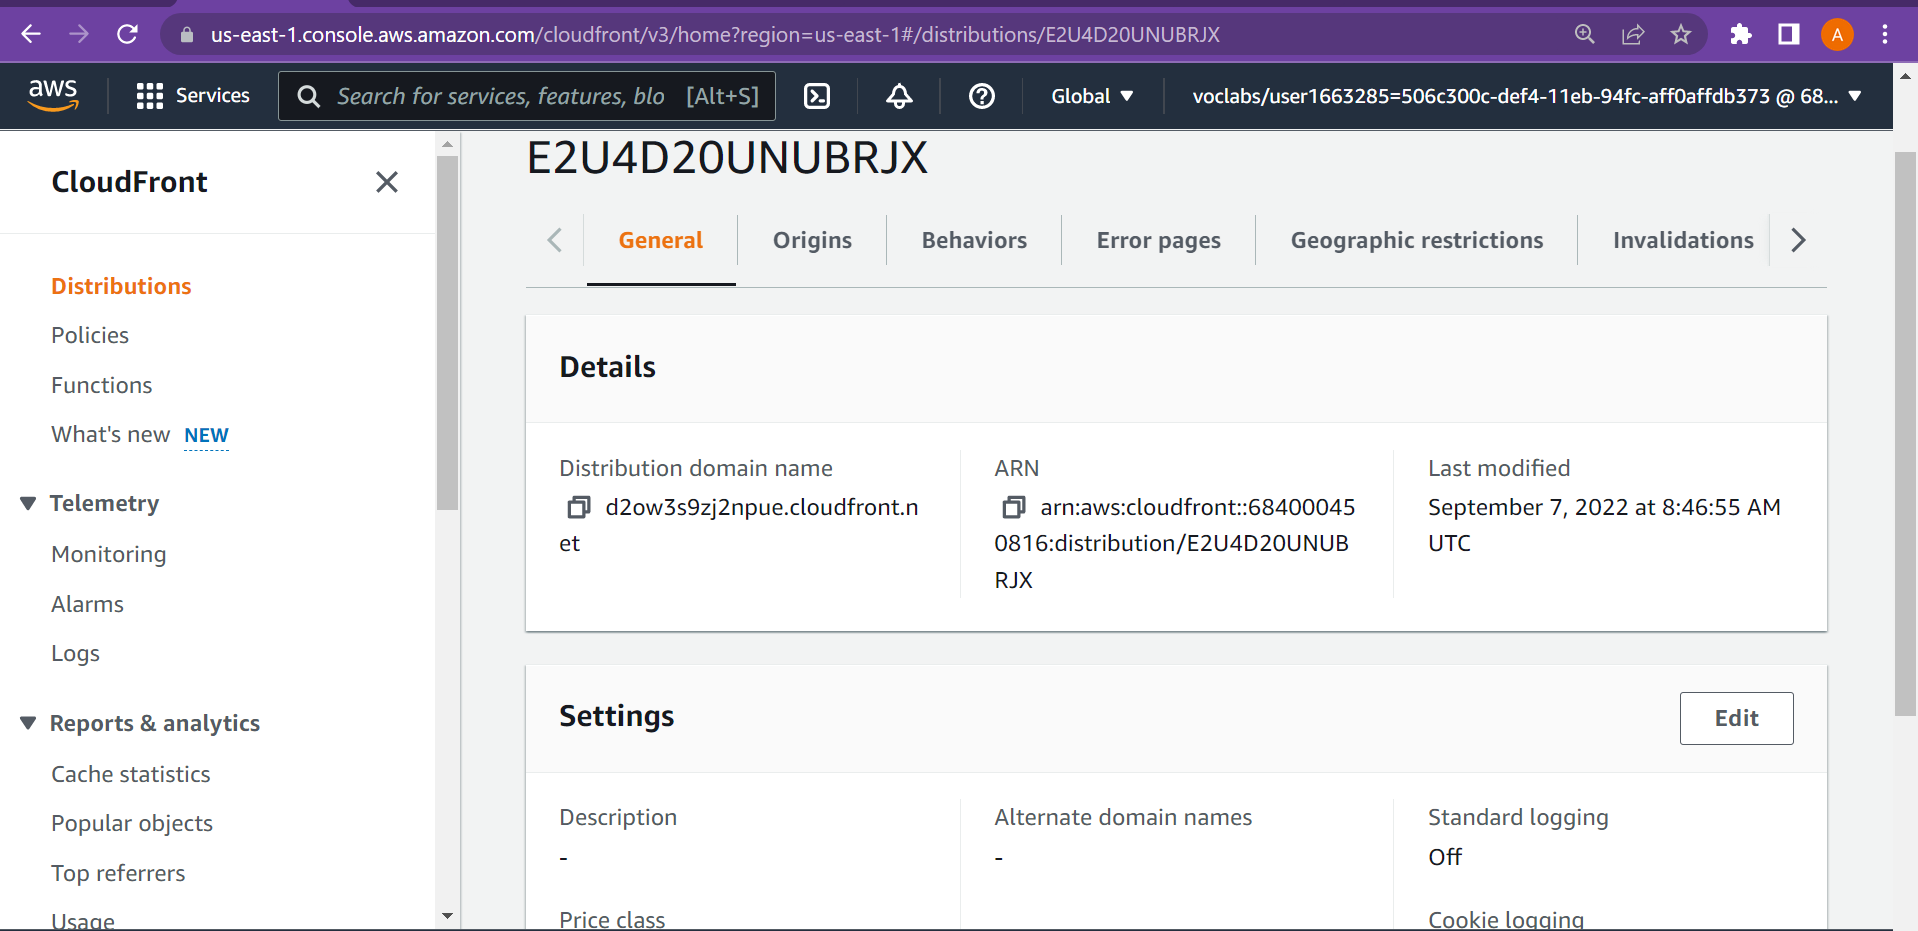 us-east-1.console.aws.amazon.com/cloudfront/v3/home?region=us-east-1#/distributions/E2U4D20UNUBRJX
A
aws
Services
Search for services, features, blo [Alt+S]
Global
voclabs/user1663285=506c300c-def4-11eb-94fc-aff0affdb373 @ 68...
CloudFront
Distributions
Policies
Functions
What's new NEW
Telemetry
Monitoring
Alarms
Logs
Reports & analytics
Cache statistics
Popular objects
Top referrers
Usage
E2U4D20UNUBRJX
General
Origins
Behaviors
Error pages
Geographic restrictions
Invalidations
Details
Distribution domain name
d2ow3s9zj2npue.cloudfront.n
et
ARN
arn:aws:cloudfront::68400045
0816:distribution/E2U4D20UNUB
RJX
Last modified
September 7, 2022 at 8:46:55 AM
UTC
Settings
Edit
Description
-
Alternate domain names
-
Standard logging
Off
Price class
Cookie logging